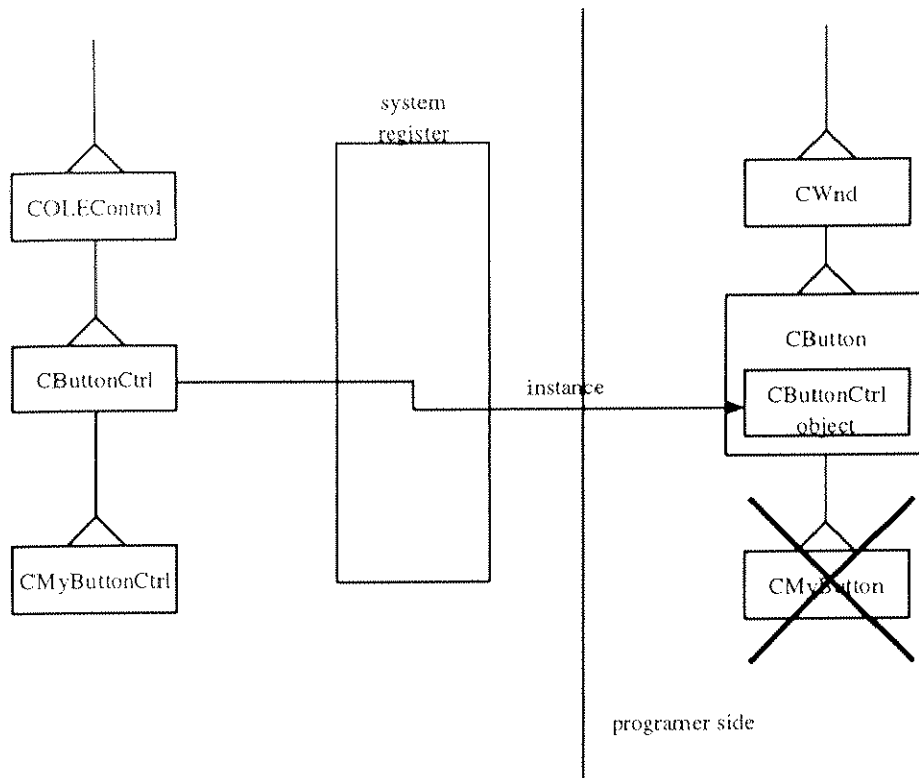 system
register
COLEControl
CWnd
CButton
CButtonCtrl
instance
CButtonCtrl
object
CMyButtonCtrl
CMyButton
programer side